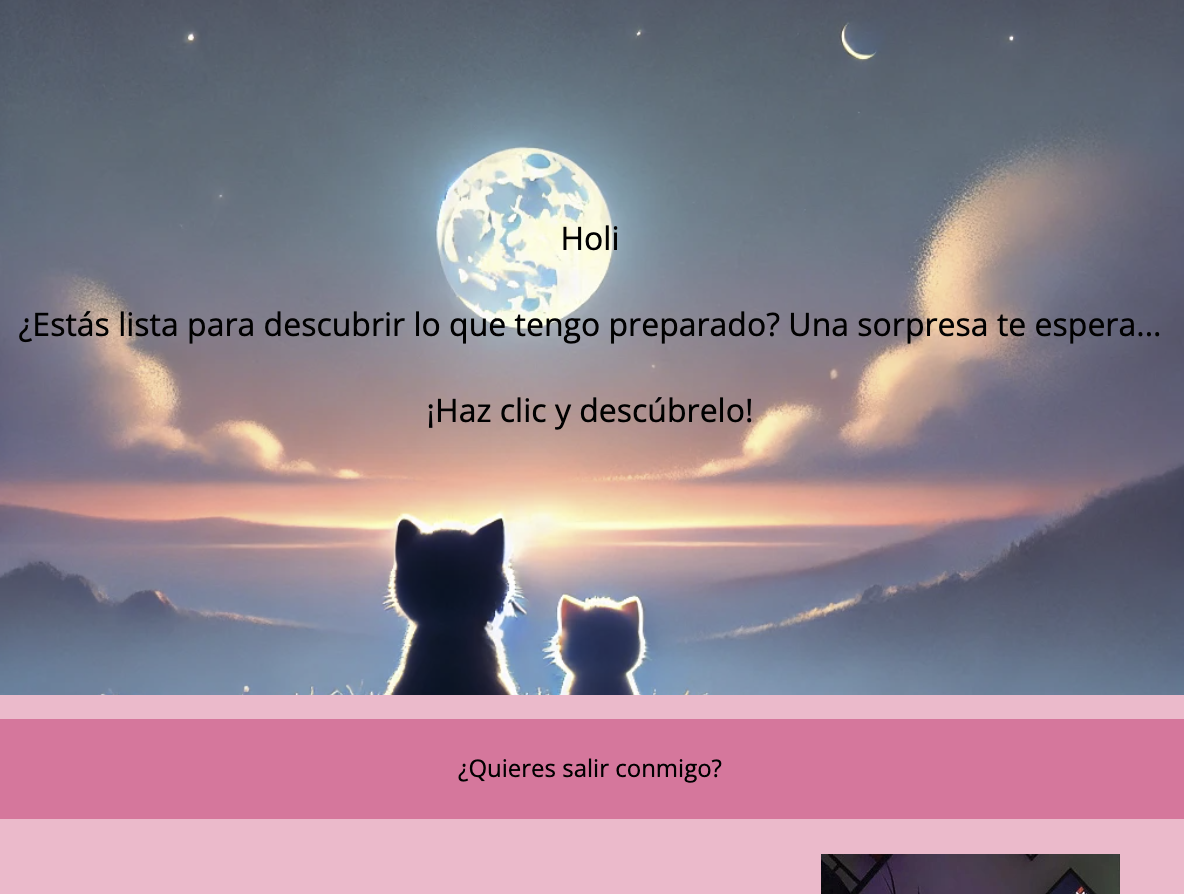 Holi
¿Estás lista para descubrir lo que tengo preparado? Una sorpresa te espera...
¡Haz clic y descúbrelo!
¿Quieres salir conmigo?